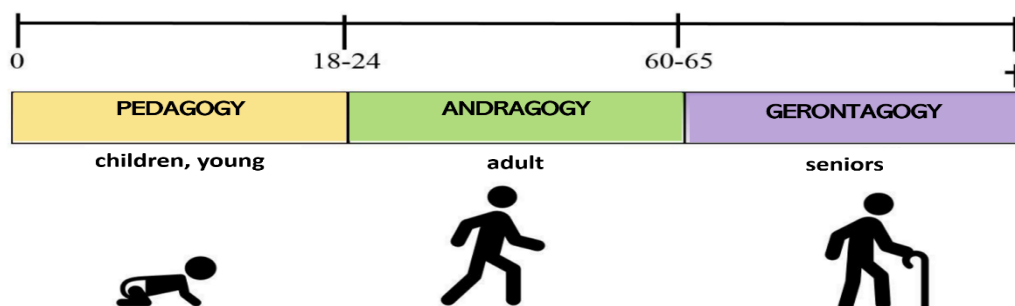 0 18-24 60-65 +
PEDAGOGY ANDRAGOGY GERONTAGOGY
children, young adult seniors